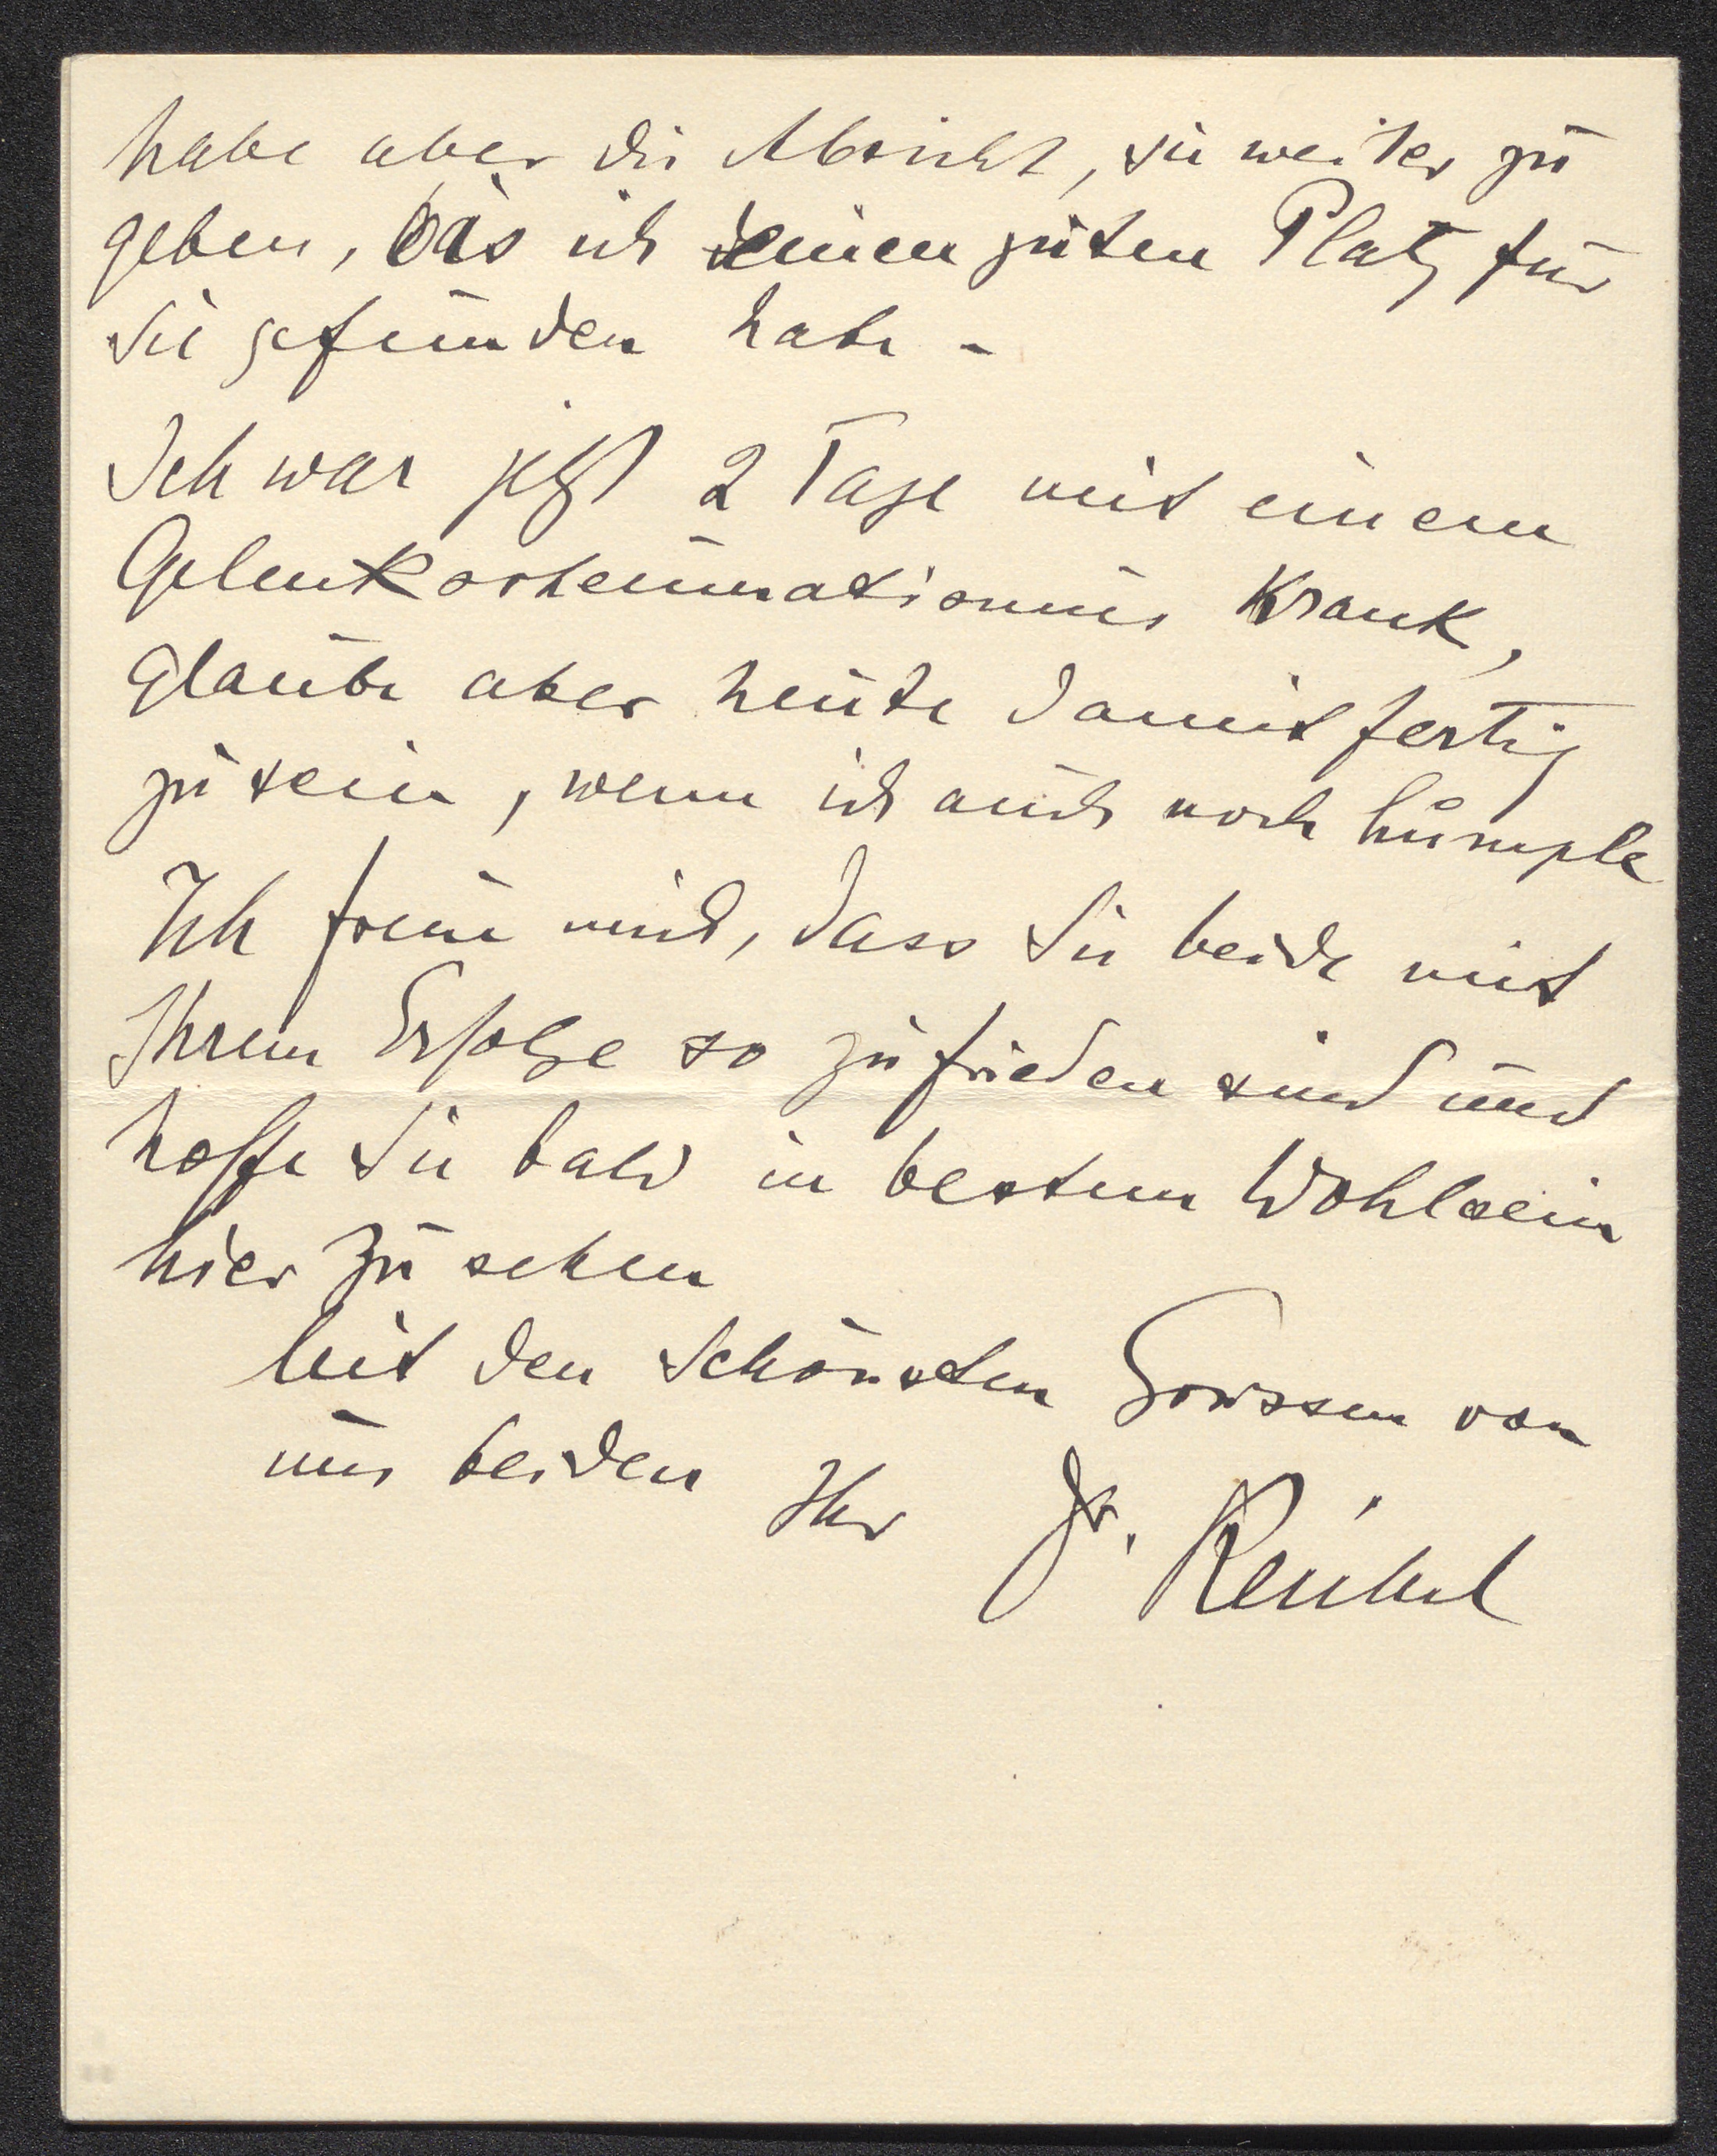 habe aber die Absicht, sie weiter zu
geben, bis ich einen guten Platz für
sie gefunden habe -
Ich war jetzt 2 Tage mit einem
Gelenksrheumatismus krank,
glaube aber heute damit fertig
zu sein, wenn ich auch noch humple
Ich freue mich, dass Sie beide mit
Ihrem Erfolge so zufrieden sind und
hoffe Sie bald in bestem Wohlsein
hier zu sehen
Mit den schönsten Grüssen von
uns beiden Ihr Dr.